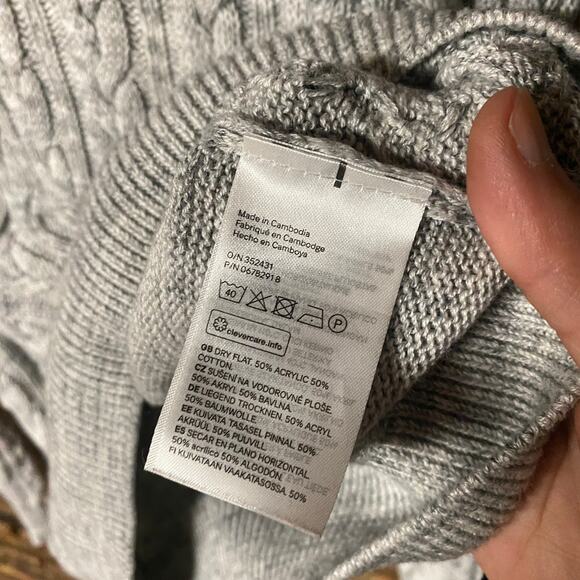 Made in Cambodia
Fabriqué en Cambodge
Hecho en Camboya
O/N 352431
P/N 06782918
40 P
clevercare.info
GB DRY FLAT. 50% ACRYLIC 50%
COTTON.
CZ SUŠENÍ NA VODOROVNÉ PLOŠE.
50% AKRYL 50% BAVLNA.
DE LIEGEND TROCKNEN. 50% ACRYL
50% BAUMWOLLE.
EE KUIVATA TASASEL PINNAL. 50%
AKRÜÜL 50% PUUVILL.
ES SECAR EN PLANO HORIZONTAL.
50% acrílico 50% ALGODÓN.
FI KUIVATAAN VAAKATASOSSA. 50%